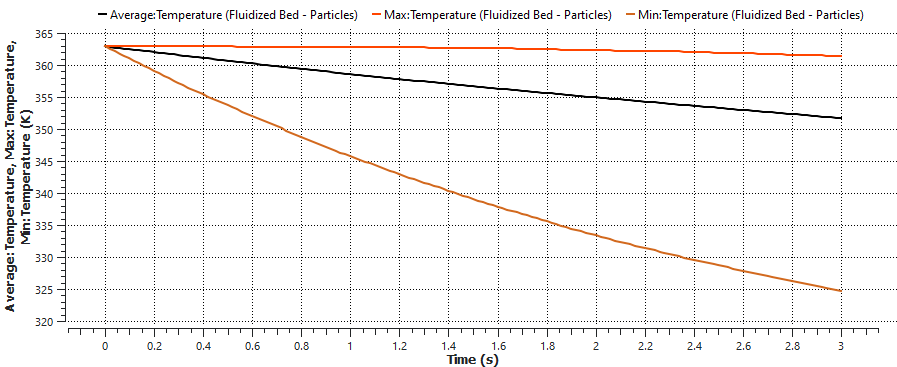 Average:Temperature (Fluidized Bed - Particles) Max:Temperature (Fluidized Bed - Particles) Min:Temperature (Fluidized Bed - Particles)
Average:Temperature, Max:Temperature,
Min:Temperature (K)
365
360
355
350
345
340
335
330
325
320
0 0.2 0.4 0.6 0.8 1 1.2 1.4 1.6 1.8 2 2.2 2.4 2.6 2.8 3
Time (s)